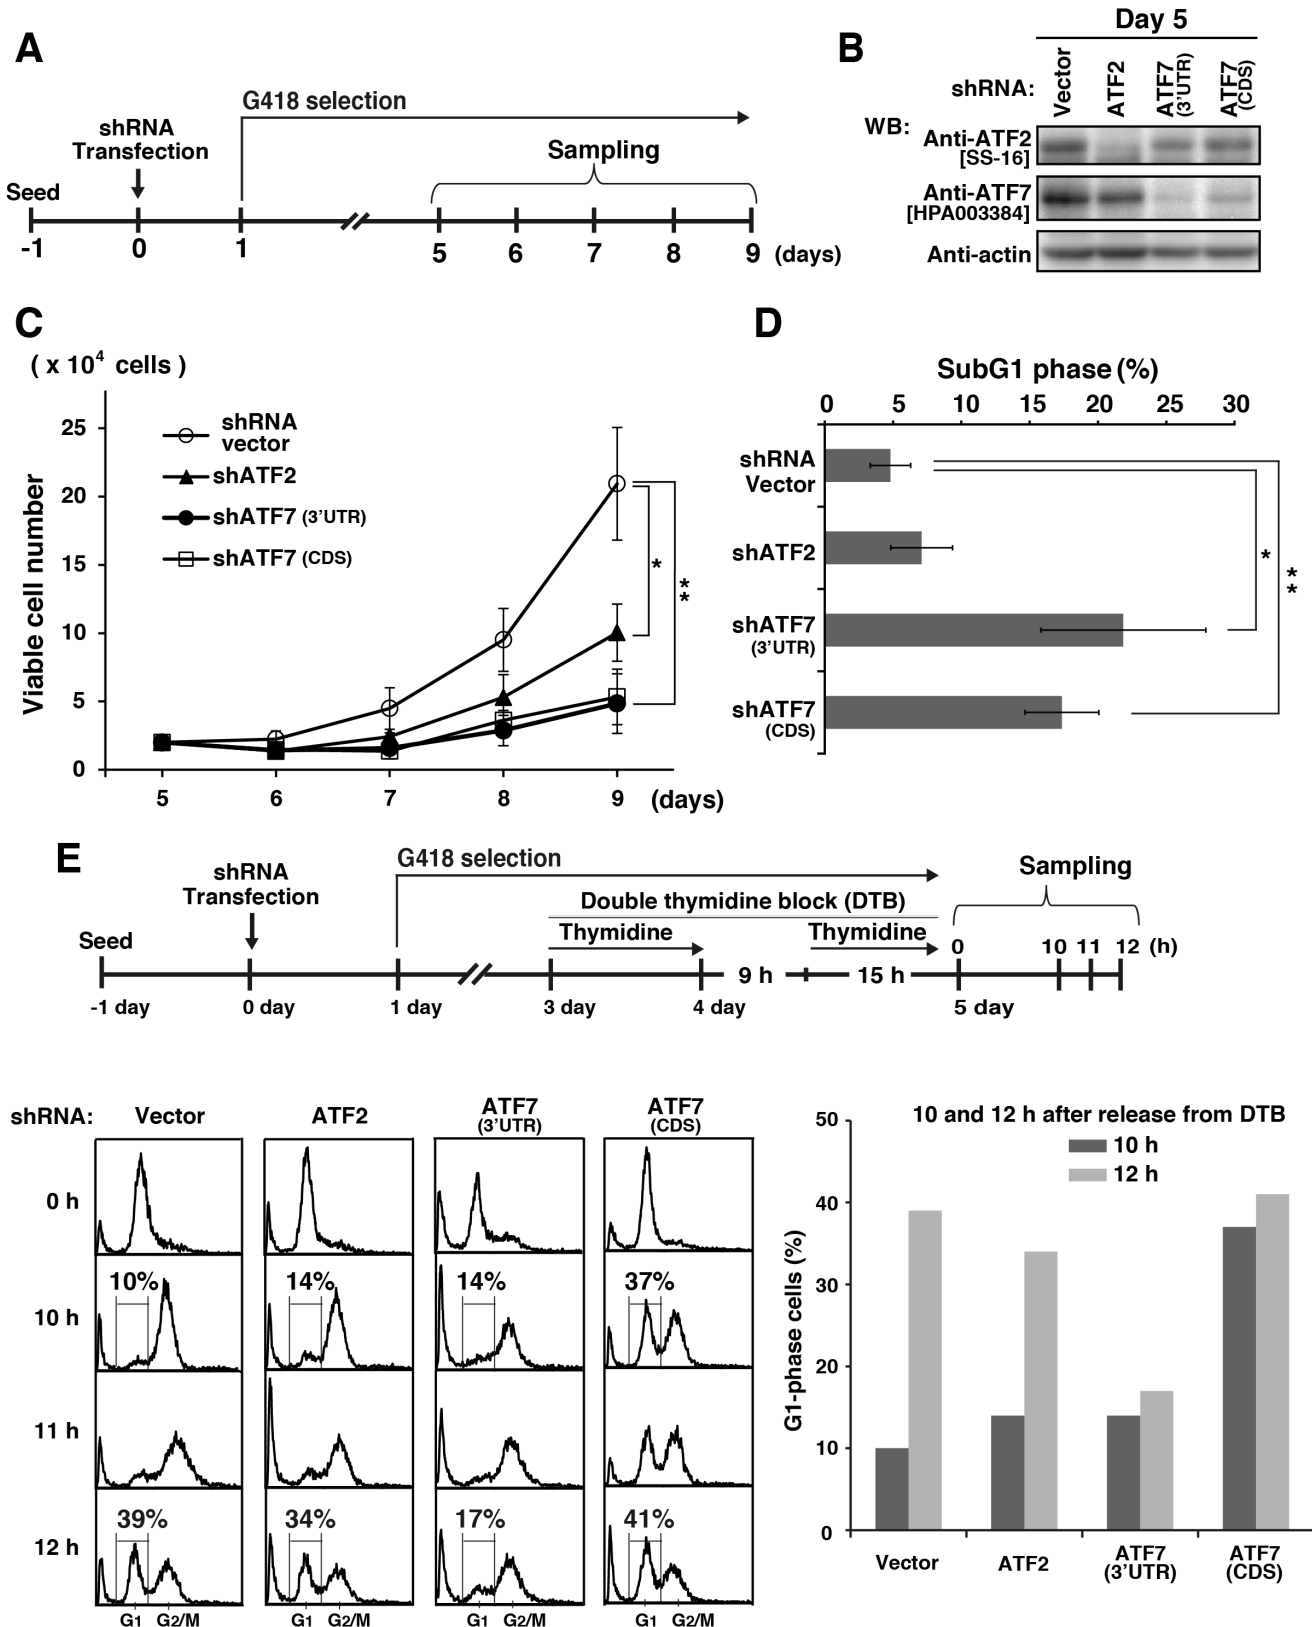 A
G418 selection
shRNA
Transfection
Sampling
Seed
-1 0 1 5 6 7 8 9 (days)
B
Day 5
shRNA:
Vector
ATF2
ATF7
(3'UTR)
ATF7
(CDS)
WB:
Anti-ATF2
[SS-16]
Anti-ATF7
[HPA003384]
Anti-actin
C
( x 10⁴ cells )
Viable cell number
25
20
15
10
5
0
shRNA
vector
shATF2
shATF7 (3'UTR)
shATF7 (CDS)
*
**
5 6 7 8 9 (days)
D
SubG1 phase (%)
0 5 10 15 20 25 30
shRNA
Vector
shATF2
shATF7
(3'UTR)
shATF7
(CDS)
*
**
E
G418 selection
shRNA
Transfection
Sampling
Double thymidine block (DTB)
Seed
Thymidine
Thymidine
0 10 11 12 (h)
9 h
15 h
-1 day 0 day 1 day 3 day 4 day 5 day
shRNA:
Vector
ATF2
ATF7
(3'UTR)
ATF7
(CDS)
0 h
10 h
10% 14% 14% 37%
11 h
12 h
39% 34% 17% 41%
G1 G2/M G1 G2/M G1 G2/M G1 G2/M
10 and 12 h after release from DTB
10 h
12 h
G1-phase cells (%)
50
40
30
20
10
0
Vector
ATF2
ATF7
(3'UTR)
ATF7
(CDS)